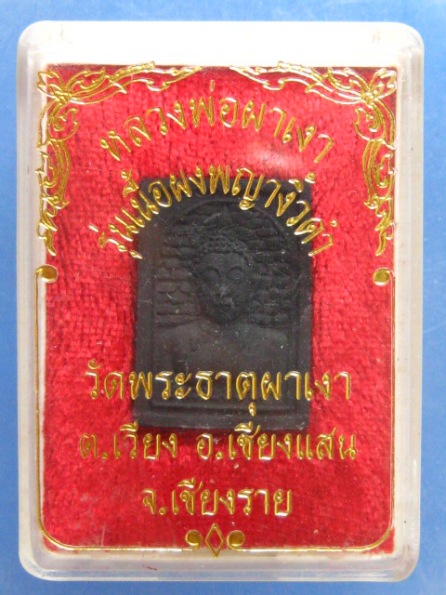 หลวงพ่อผาเงา
รุ่นเนื้อผงพญางิ้วดำ
วัดพระธาตุผาเงา
ต.เวียง อ.เชียงแสน
จ.เชียงราย